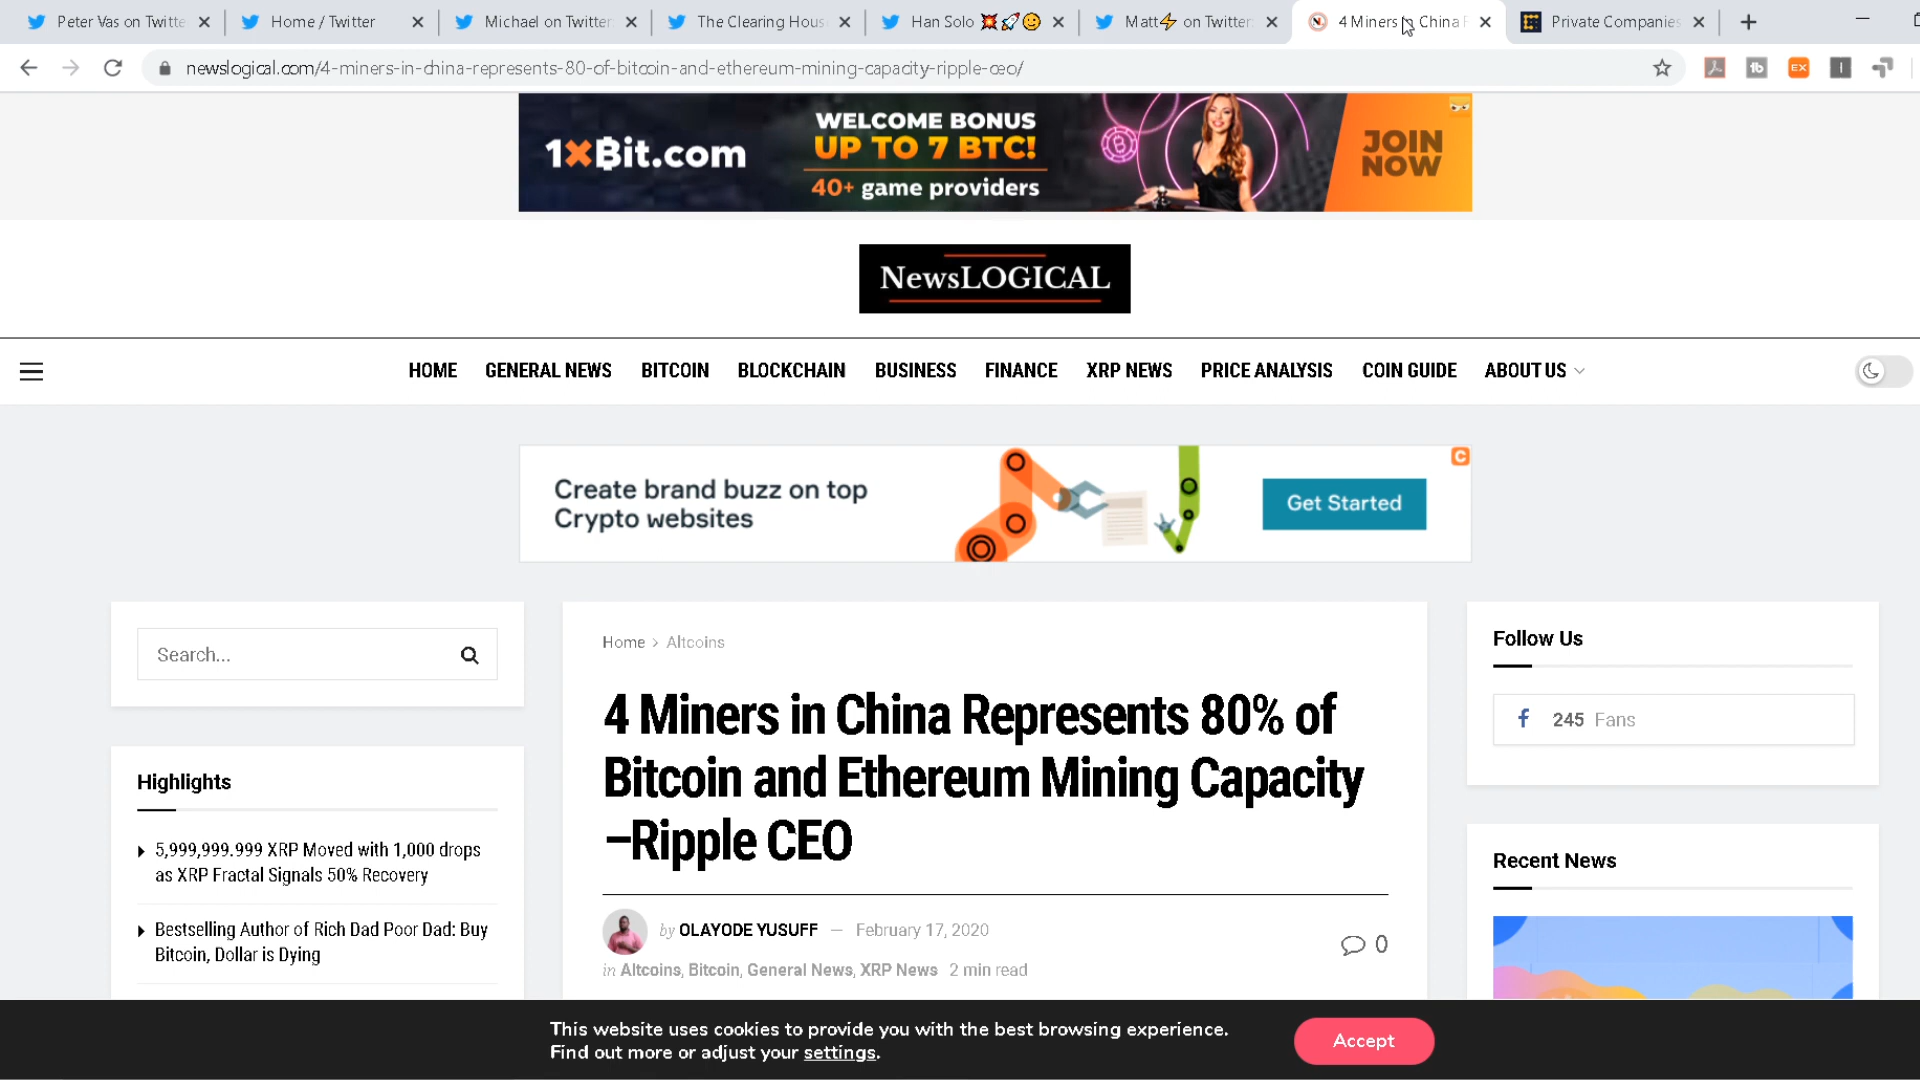 Peter Vas on Twitte
Home / Twitter
Michael on Twitter
The Clearing Hous
Han Solo 💥🚀🙂
Matt⚡ on Twitter
4 Miners in China
Private Companies
newslogical.com/4-miners-in-china-represents-80-of-bitcoin-and-ethereum-mining-capacity-ripple-ceo/
1xBit.com
WELCOME BONUS
UP TO 7 BTC!
40+ game providers
JOIN
NOW
NewsLOGICAL
HOME
GENERAL NEWS
BITCOIN
BLOCKCHAIN
BUSINESS
FINANCE
XRP NEWS
PRICE ANALYSIS
COIN GUIDE
ABOUT US
Create brand buzz on top
Crypto websites
Get Started
Search...
Highlights
5,999,999.999 XRP Moved with 1,000 drops
as XRP Fractal Signals 50% Recovery
Bestselling Author of Rich Dad Poor Dad: Buy
Bitcoin, Dollar is Dying
Home > Altcoins
4 Miners in China Represents 80% of
Bitcoin and Ethereum Mining Capacity
–Ripple CEO
by OLAYODE YUSUFF — February 17, 2020
in Altcoins, Bitcoin, General News, XRP News 2 min read
0
Follow Us
245 Fans
Recent News
This website uses cookies to provide you with the best browsing experience.
Find out more or adjust your settings.
Accept